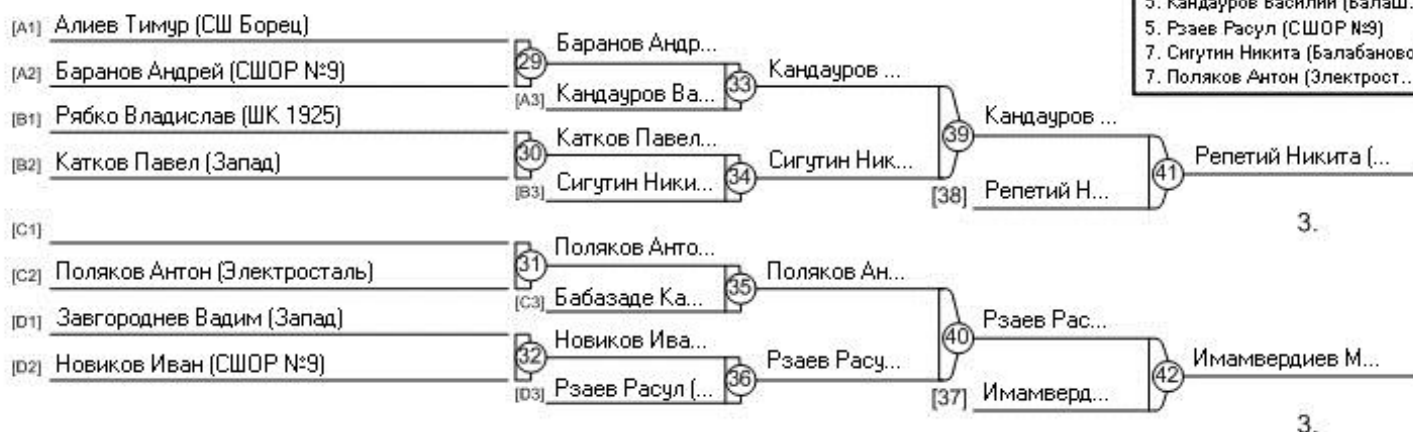 5. Кандауров Василий (Балаш...
5. Рзаев Расул (СШОР №9)
7. Сигутин Никита (Балабаново
7. Поляков Антон (Электрост...
[A1] Алиев Тимур (СШ Борец)
[A2] Баранов Андрей (СШОР №9)
[B1] Рябко Владислав (ШК 1925)
[B2] Катков Павел (Запад)
[C1]
[C2] Поляков Антон (Электросталь)
[D1] Завгороднев Вадим (Запад)
[D2] Новиков Иван (СШОР №9)
29
Баранов Андр...
[A3] Кандауров Ва...
30
Катков Павел...
[B3] Сигутин Ники...
31
Поляков Анто...
[C3] Бабазаде Ка...
32
Новиков Ива...
[D3] Рзаев Расул (...
33
Кандауров ...
34
Сигутин Ник...
35
Поляков Ан...
36
Рзаев Расу...
39
Кандауров ...
[38] Репетий Н...
40
Рзаев Рас...
[37] Имамверд...
41
Репетий Никита (...
3.
42
Имамвердиев М...
3.